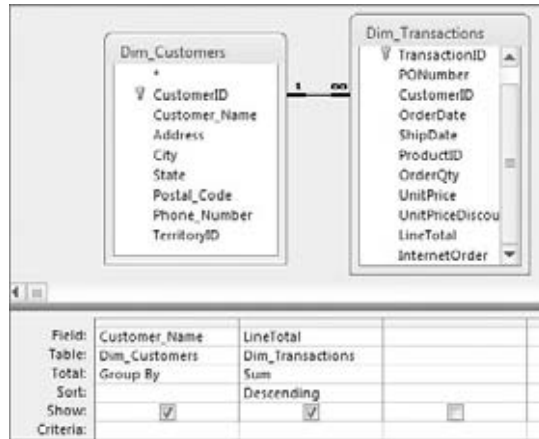 Dim_Customers
*
CustomerID
Customer_Name
Address
City
State
Postal_Code
Phone_Number
TerritoryID
1 ∞
Dim_Transactions
TransactionID
PONumber
CustomerID
OrderDate
ShipDate
ProductID
OrderQty
UnitPrice
UnitPriceDiscou
LineTotal
InternetOrder
Field: Customer_Name LineTotal
Table: Dim_Customers Dim_Transactions
Total: Group By Sum
Sort: Descending
Show:
Criteria: